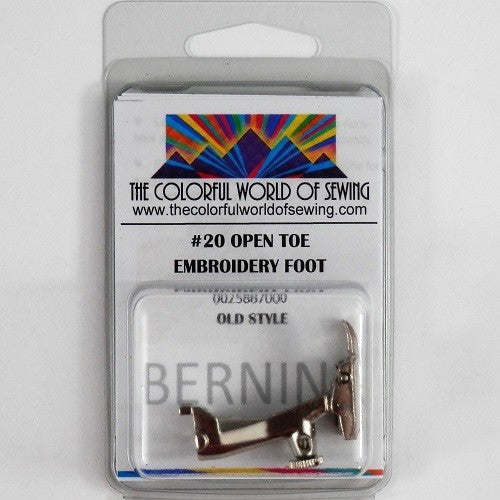 THE COLORFUL WORLD OF SEWING
www.thecolorfulworldofsewing.com
#20 OPEN TOE
EMBROIDERY FOOT
0025887000
OLD STYLE
BERNIN